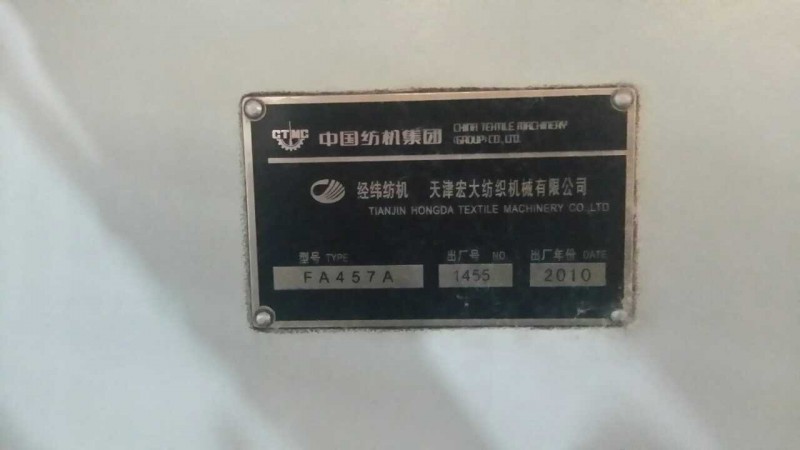 CTMC 中国纺机集团 CHINA TEXTILE MACHINERY
(GROUP) CO., LTD.
经纬纺机 天津宏大纺织机械有限公司
TIANJIN HONGDA TEXTILE MACHINERY CO.,LTD
型号 TYPE 出厂号 NO 出厂年份 DATE
FA457A 1455 2010